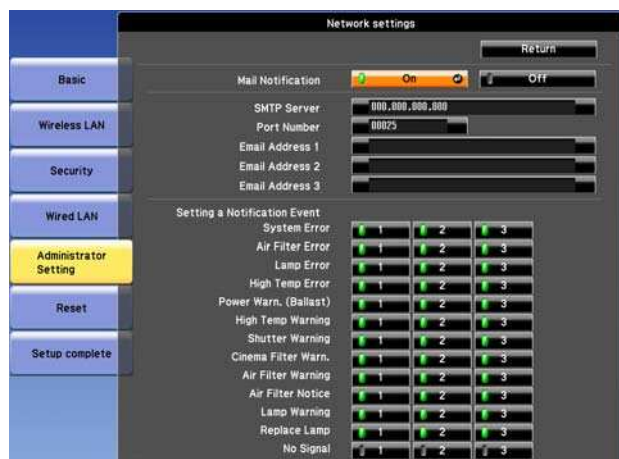 Network settings
Return
Basic
Wireless LAN
Security
Wired LAN
Administrator
Setting
Reset
Setup complete
Mail Notification On Off
SMTP Server 000.000.000.000
Port Number 00025
Email Address 1
Email Address 2
Email Address 3
Setting a Notification Event
System Error 1 2 3
Air Filter Error 1 2 3
Lamp Error 1 2 3
High Temp Error 1 2 3
Power Warn. (Ballast) 1 2 3
High Temp Warning 1 2 3
Shutter Warning 1 2 3
Cinema Filter Warn. 1 2 3
Air Filter Warning 1 2 3
Air Filter Notice 1 2 3
Lamp Warning 1 2 3
Replace Lamp 1 2 3
No Signal 1 2 3